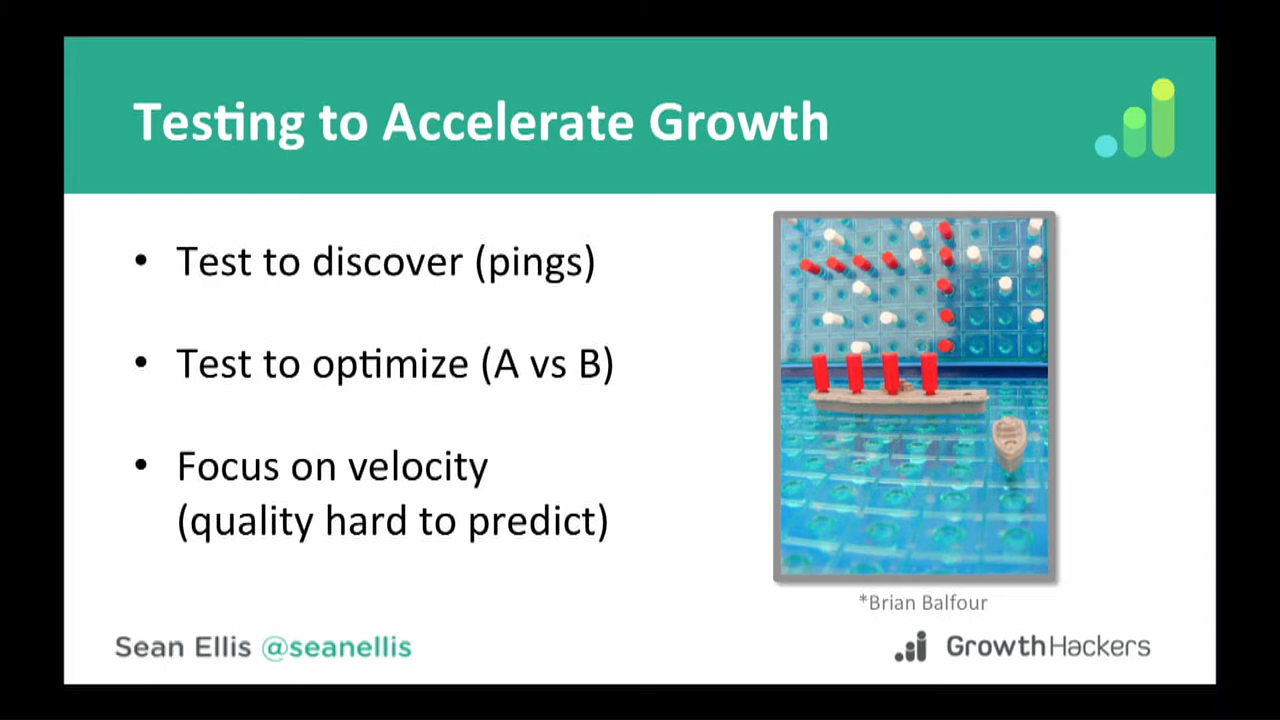 Testing to Accelerate Growth
• Test to discover (pings)
• Test to optimize (A vs B)
• Focus on velocity
(quality hard to predict)
*Brian Balfour
Sean Ellis @seanellis
GrowthHackers